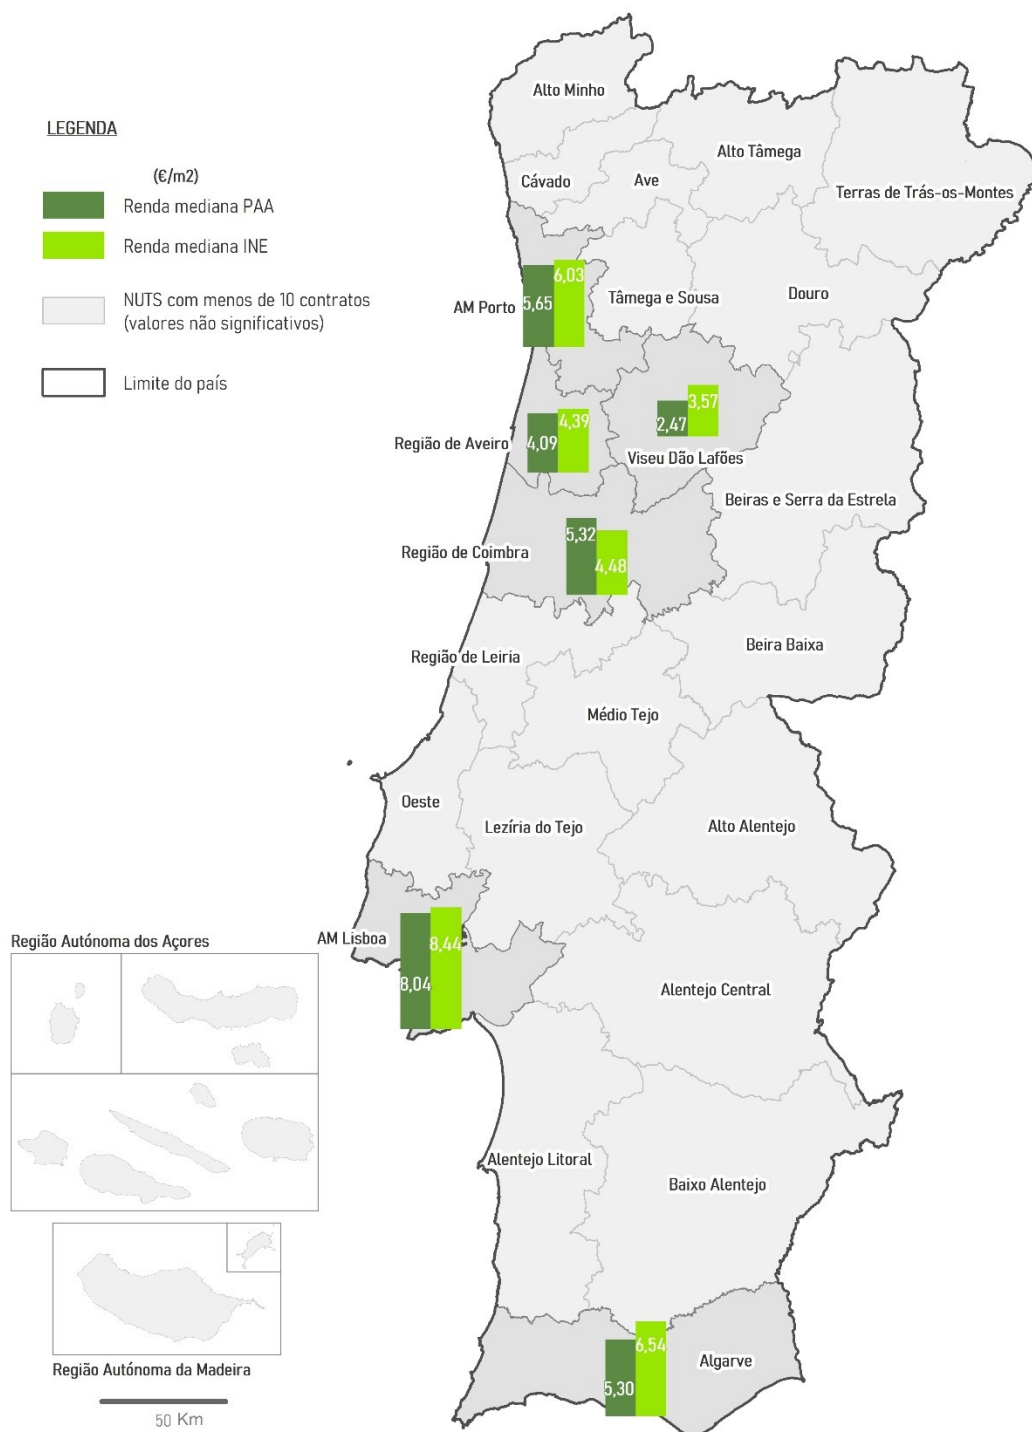 LEGENDA
(€/m2)
Renda mediana PAA
Renda mediana INE
NUTS com menos de 10 contratos
(valores não significativos)
Limite do país
Alto Minho
Alto Tâmega
Terras de Trás-os-Montes
Cávado
Ave
AM Porto
5,65
6,03
Tâmega e Sousa
Douro
Região de Aveiro
4,09
4,39
2,47
3,57
Viseu Dão Lafões
Beiras e Serra da Estrela
Região de Coimbra
5,32
4,48
Região de Leiria
Beira Baixa
Médio Tejo
Oeste
Lezíria do Tejo
Alto Alentejo
AM Lisboa
8,04
8,44
Alentejo Central
Região Autónoma dos Açores
Alentejo Litoral
Baixo Alentejo
Região Autónoma da Madeira
5,30
6,54
Algarve
50 Km